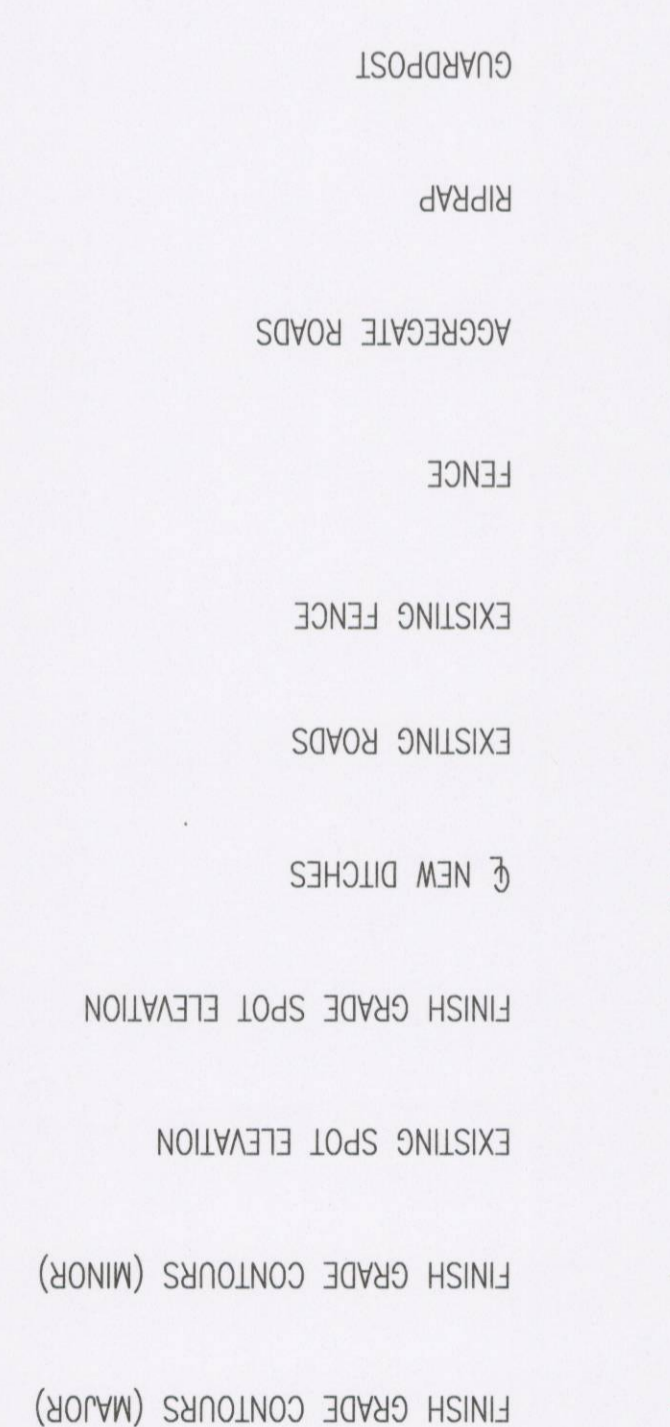 FINISH GRADE CONTOURS (MAJOR)
FINISH GRADE CONTOURS (MINOR)
EXISTING SPOT ELEVATION
FINISH GRADE SPOT ELEVATION
℄ NEW DITCHES
EXISTING ROADS
EXISTING FENCE
FENCE
AGGREGATE ROADS
RIPRAP
GUARDPOST